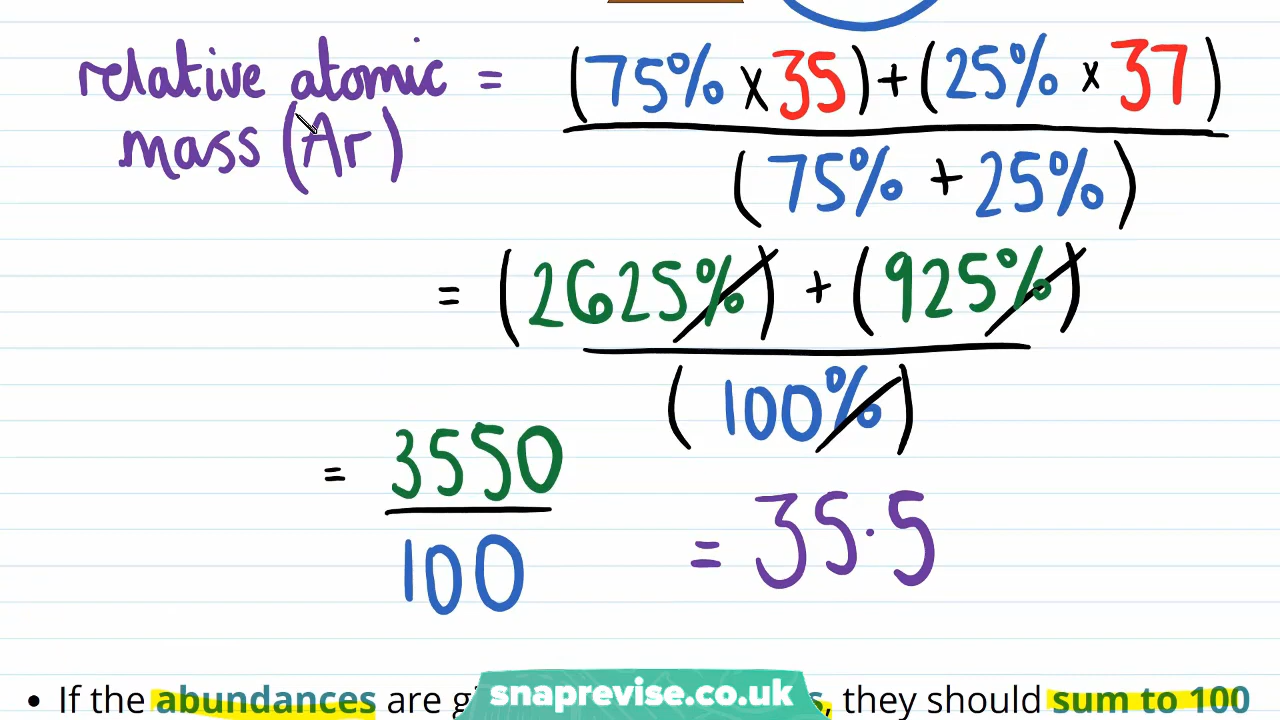 relative atomic = (75% x 35) + (25% x 37)
mass (Ar) (75% + 25%)
= (2625%) + (925%)
(100%)
= 3550
100
= 35.5
• If the abundances are g s, they should sum to 100
snaprevise.co.uk